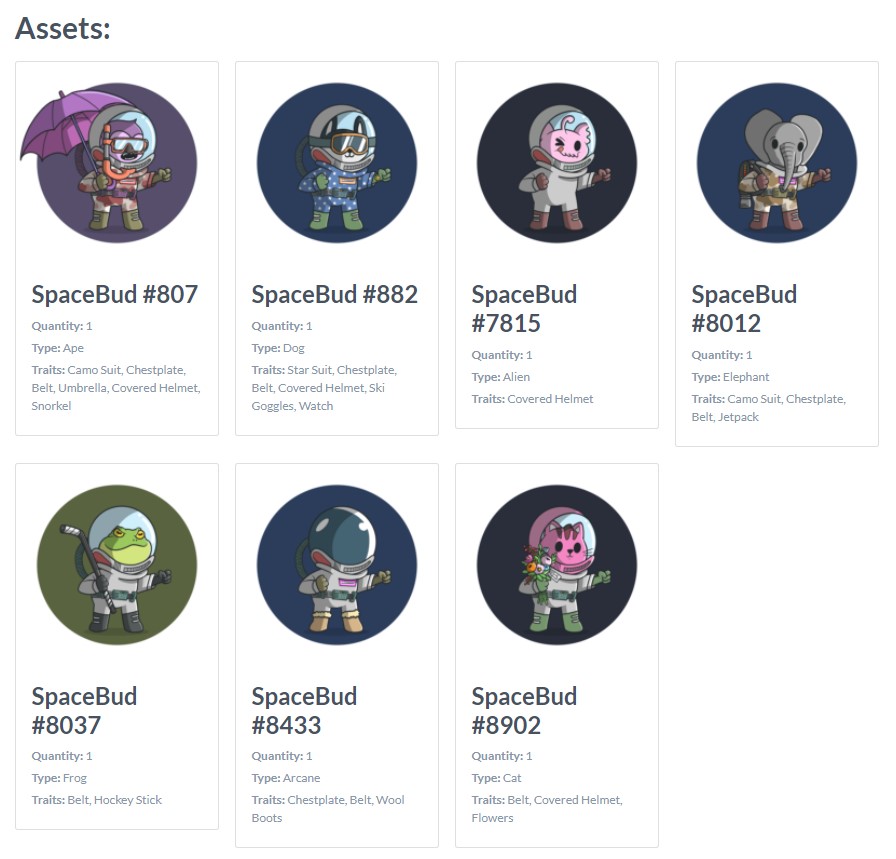 Assets:
SpaceBud #807
Quantity: 1
Type: Ape
Traits: Camo Suit, Chestplate,
Belt, Umbrella, Covered Helmet,
Snorkel
SpaceBud #882
Quantity: 1
Type: Dog
Traits: Star Suit, Chestplate,
Belt, Covered Helmet, Ski
Goggles, Watch
SpaceBud
#7815
Quantity: 1
Type: Alien
Traits: Covered Helmet
SpaceBud
#8012
Quantity: 1
Type: Elephant
Traits: Camo Suit, Chestplate,
Belt, Jetpack
SpaceBud
#8037
Quantity: 1
Type: Frog
Traits: Belt, Hockey Stick
SpaceBud
#8433
Quantity: 1
Type: Arcane
Traits: Chestplate, Belt, Wool
Boots
SpaceBud
#8902
Quantity: 1
Type: Cat
Traits: Belt, Covered Helmet,
Flowers